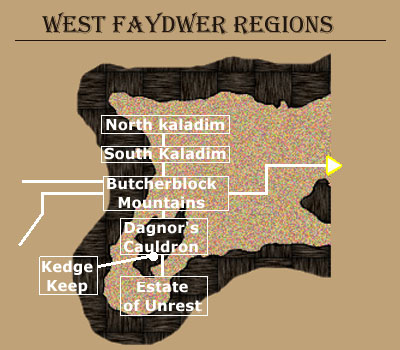 WEST FAYDWER REGIONS
North kaladim
South Kaladim
Butcherblock
Mountains
Dagnor's
Cauldron
Kedge
Keep
Estate
of Unrest